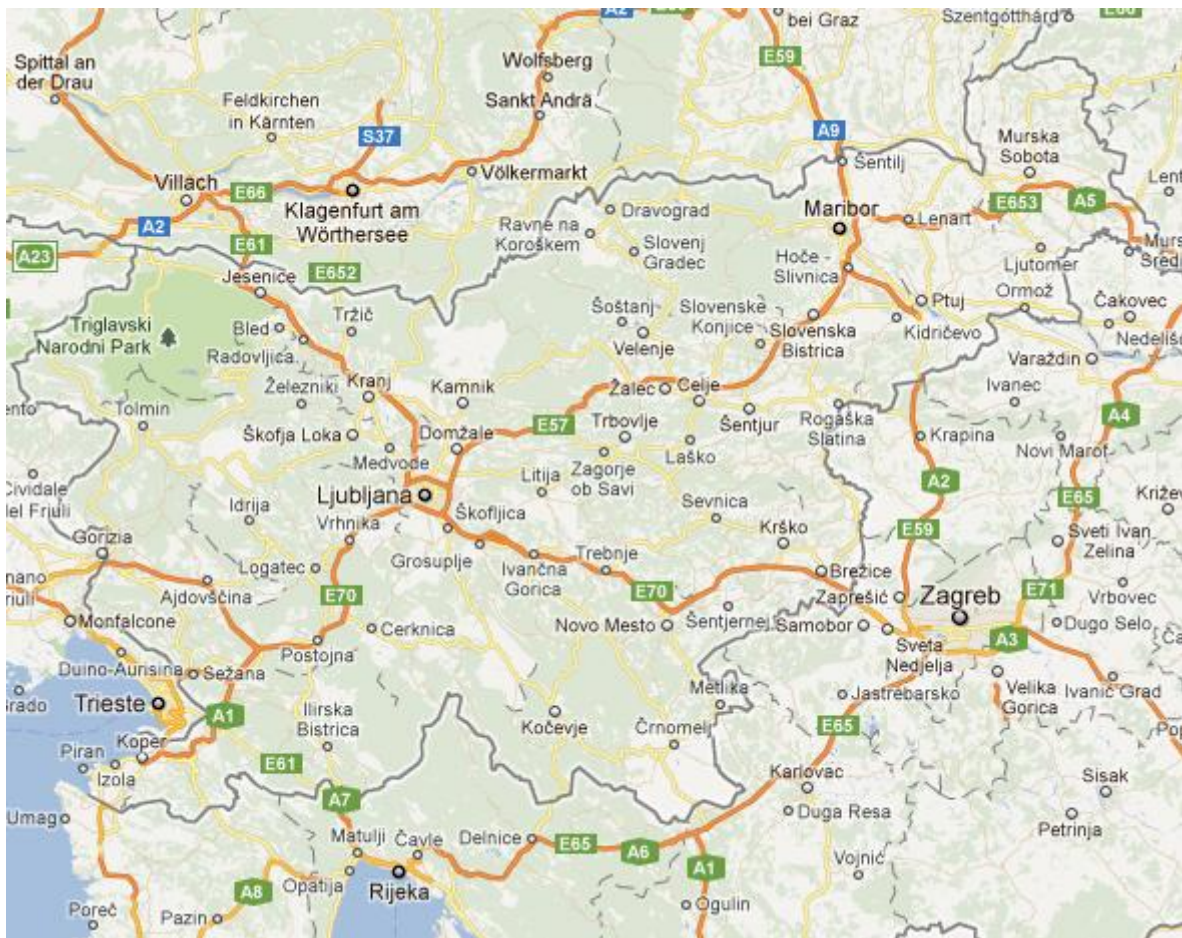 A2
bei Graz
Szentgotthárd
E59
Spittal an
der Drau
Wolfsberg
Feldkirchen
in Kärnten
Sankt Andrä
S37
A9
Murska
Sobota
Šentilj
Völkermarkt
Villach
E66
Klagenfurt am
Wörthersee
Dravograd
Maribor
Lenart
E653
A5
A2
E61
A23
Ravne na
Koroškem
Slovenj
Gradec
Hoče -
Slivnica
Ljutomer
Jesenice
E652
Ormož
Ptuj
Čakovec
Triglavski
Narodni Park
Bled
Tržič
Šoštanj
Slovenske
Konjice
Radovljica
Velenje
Slovenska
Bistrica
Kidričevo
Varaždin
Železniki
Kranj
Kamnik
Žalec
Celje
Ivanec
Tolmin
E57
Trbovlje
Šentjur
Rogaška
Slatina
A4
Škofja Loka
Domžale
Krapina
Medvode
Laško
Novi Marof
Cividale
del Friuli
Litija
Zagorje
ob Savi
A2
Ljubljana
Idrija
Vrhnika
Škofljica
Sevnica
E65
Krško
E59
Sveti Ivan
Zelina
Gorizia
Grosuplje
Ivančna
Gorica
Trebnje
Logatec
Brežice
Ajdovščina
E70
E70
Zaprešić
Zagreb
E71
Vrbovec
Monfalcone
Cerknica
Novo Mesto
Šentjernej
Samobor
Dugo Selo
Postojna
Sveta
Nedjelja
A3
Duino-Aurisina
Sežana
Trieste
Metlika
Jastrebarsko
Velika
Gorica
Ivanić Grad
A1
Ilirska
Bistrica
Kočevje
Črnomelj
E65
Koper
Piran
Izola
E61
Karlovac
Sisak
Umag
A7
Duga Resa
Petrinja
Matulji
Čavle
Delnice
E65
A6
A1
Vojnić
Opatija
Rijeka
A8
Poreč
Pazin
Ogulin